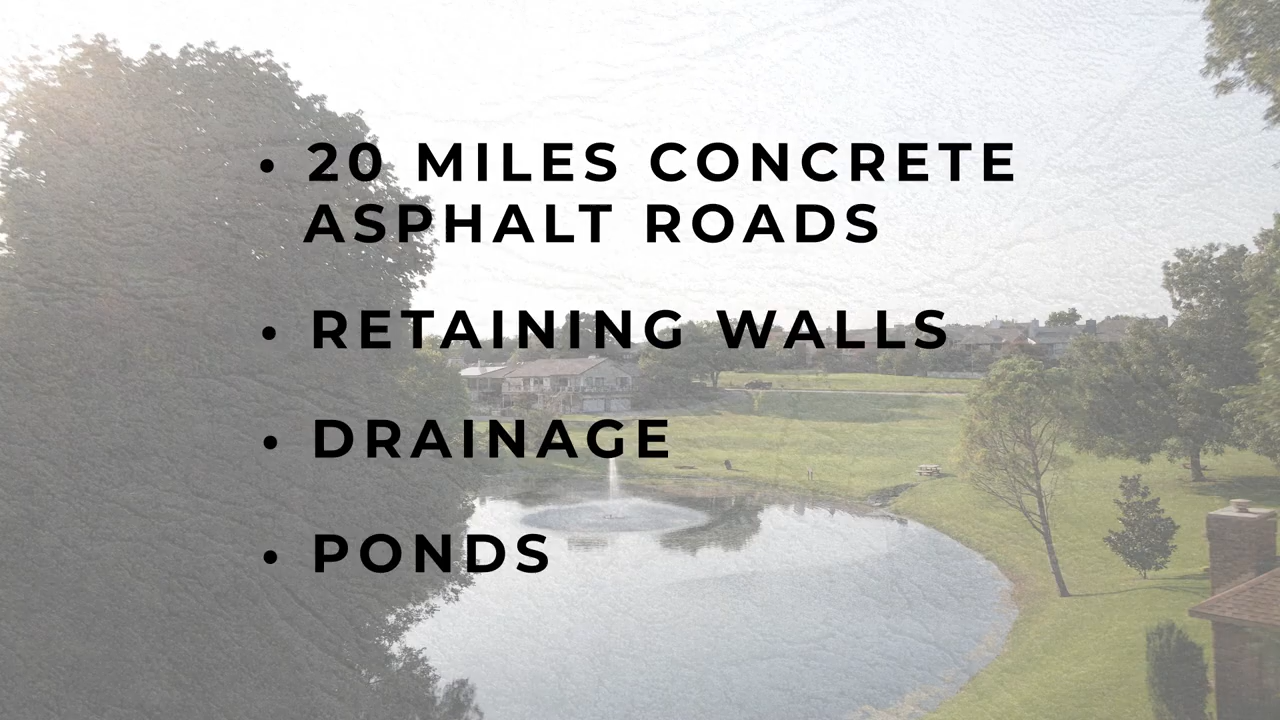 • 20 MILES CONCRETE
ASPHALT ROADS
• RETAINING WALLS
• DRAINAGE
• PONDS